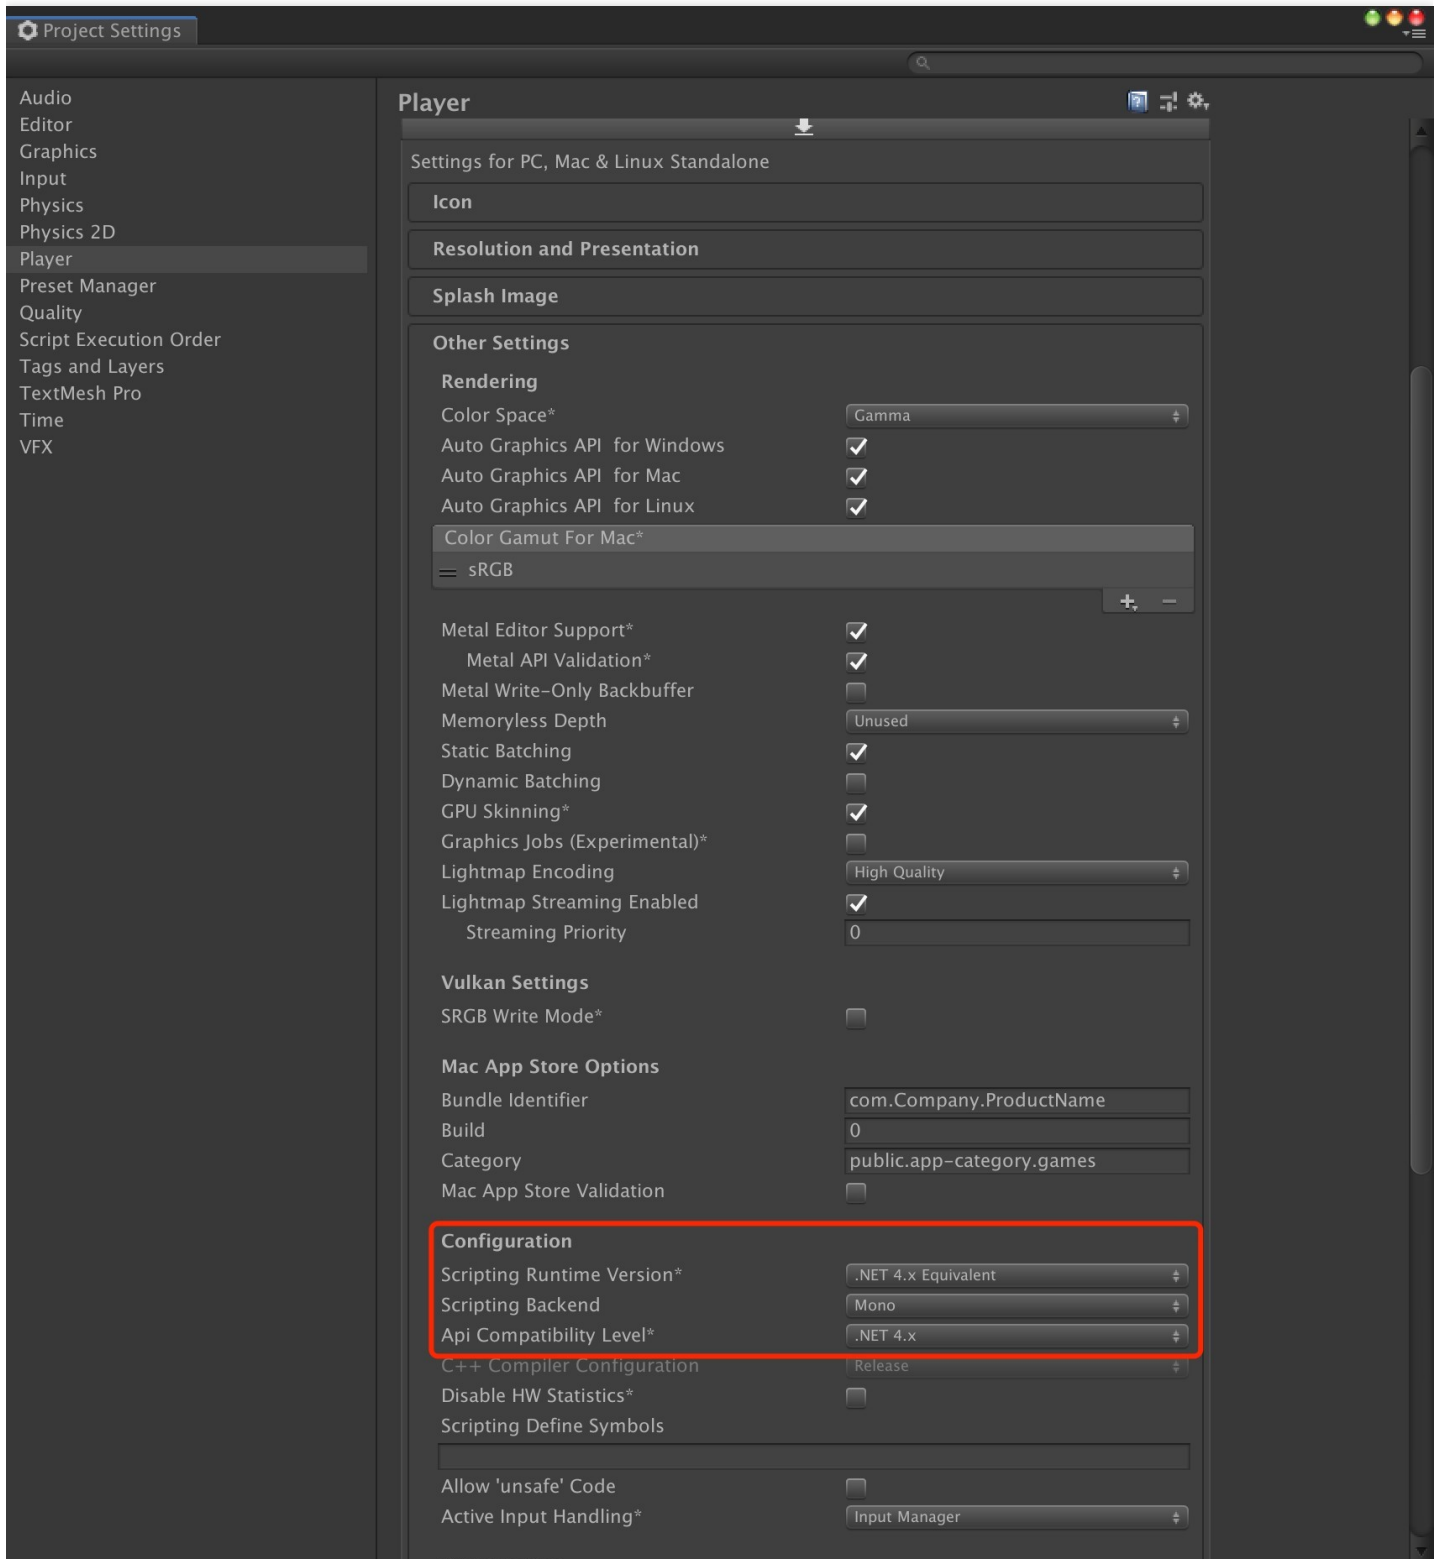 Project Settings
Audio
Editor
Graphics
Input
Physics
Physics 2D
Player
Preset Manager
Quality
Script Execution Order
Tags and Layers
TextMesh Pro
Time
VFX
Player
Settings for PC, Mac & Linux Standalone
Icon
Resolution and Presentation
Splash Image
Other Settings
Rendering
Color Space* Gamma
Auto Graphics API for Windows
Auto Graphics API for Mac
Auto Graphics API for Linux
Color Gamut For Mac*
sRGB
Metal Editor Support*
Metal API Validation*
Metal Write-Only Backbuffer
Memoryless Depth Unused
Static Batching
Dynamic Batching
GPU Skinning*
Graphics Jobs (Experimental)*
Lightmap Encoding High Quality
Lightmap Streaming Enabled
Streaming Priority 0
Vulkan Settings
SRGB Write Mode*
Mac App Store Options
Bundle Identifier com.Company.ProductName
Build 0
Category public.app-category.games
Mac App Store Validation
Configuration
Scripting Runtime Version* .NET 4.x Equivalent
Scripting Backend Mono
Api Compatibility Level* .NET 4.x
C++ Compiler Configuration Release
Disable HW Statistics*
Scripting Define Symbols
Allow 'unsafe' Code
Active Input Handling* Input Manager